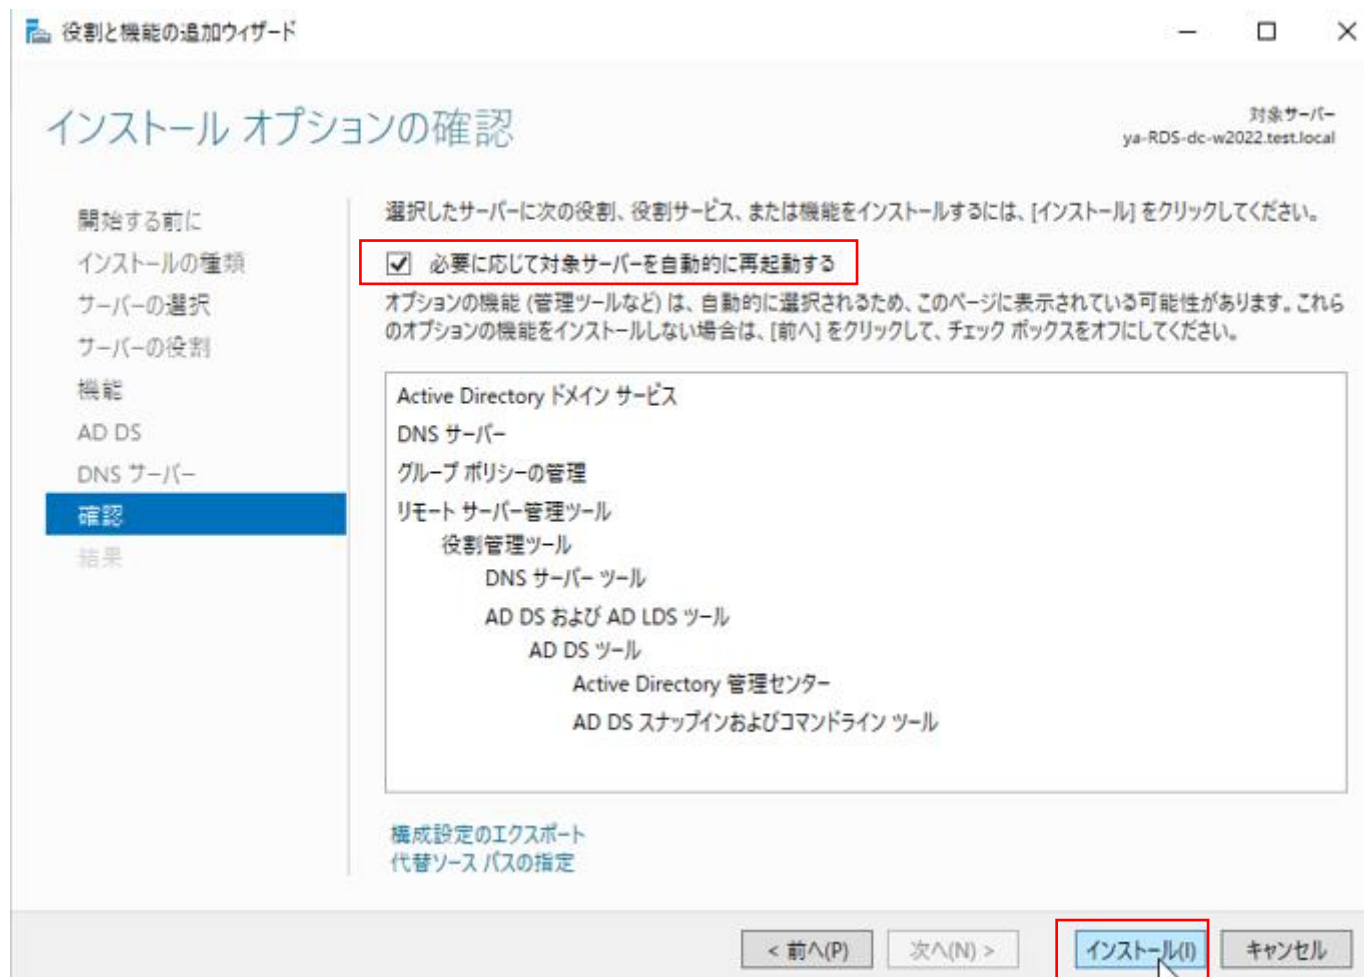 役割と機能の追加ウィザード
インストール オプションの確認
対象サーバー
ya-RDS-dc-w2022.test.local
開始する前に
インストールの種類
サーバーの選択
サーバーの役割
機能
AD DS
DNS サーバー
確認
結果
選択したサーバーに次の役割、役割サービス、または機能をインストールするには、[インストール] をクリックしてください。
必要に応じて対象サーバーを自動的に再起動する
オプションの機能 (管理ツールなど) は、自動的に選択されるため、このページに表示されている可能性があります。これら
のオプションの機能をインストールしない場合は、[前へ] をクリックして、チェック ボックスをオフにしてください。
Active Directory ドメイン サービス
DNS サーバー
グループ ポリシーの管理
リモート サーバー管理ツール
役割管理ツール
DNS サーバー ツール
AD DS および AD LDS ツール
AD DS ツール
Active Directory 管理センター
AD DS スナップインおよびコマンドライン ツール
構成設定のエクスポート
代替ソース パスの指定
< 前へ(P)
次へ(N) >
インストール(I)
キャンセル